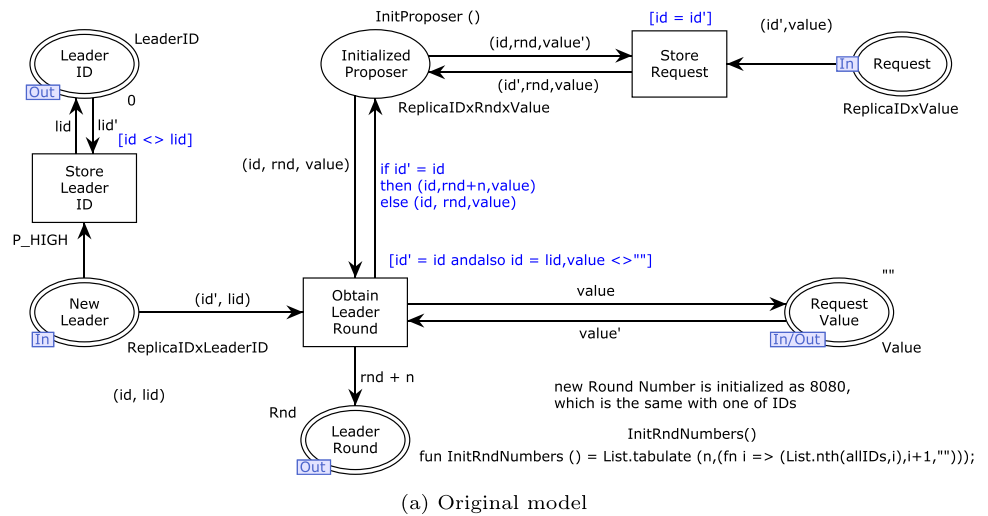 InitProposer ()
[id = id']
(id',value)
LeaderID
Leader
ID
Out
0
(id,rnd,value')
Initialized
Proposer
Store
Request
In
Request
(id',rnd,value)
ReplicaIDxRndxValue
ReplicaIDxValue
lid
lid'
[id <> lid]
Store
Leader
ID
(id, rnd, value)
if id' = id
then (id,rnd+n,value)
else (id, rnd,value)
P_HIGH
[id' = id andalso id = lid,value <>""]
""
New
Leader
In
(id', lid)
ReplicaIDxLeaderID
Obtain
Leader
Round
value
value'
Request
Value
In/Out
Value
(id, lid)
rnd + n
new Round Number is initialized as 8080,
which is the same with one of IDs
Rnd
Leader
Round
Out
InitRndNumbers()
fun InitRndNumbers () = List.tabulate (n,(fn i => (List.nth(allIDs,i),i+1,"")));
(a) Original model